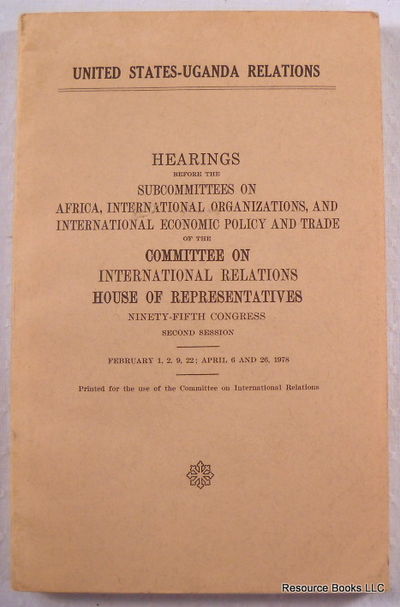 UNITED STATES-UGANDA RELATIONS
HEARINGS
BEFORE THE
SUBCOMMITTEES ON
AFRICA, INTERNATIONAL ORGANIZATIONS, AND
INTERNATIONAL ECONOMIC POLICY AND TRADE
OF THE
COMMITTEE ON
INTERNATIONAL RELATIONS
HOUSE OF REPRESENTATIVES
NINETY-FIFTH CONGRESS
SECOND SESSION
FEBRUARY 1, 2, 9, 22; APRIL 6 AND 26, 1978
Printed for the use of the Committee on International Relations
Resource Books LLC